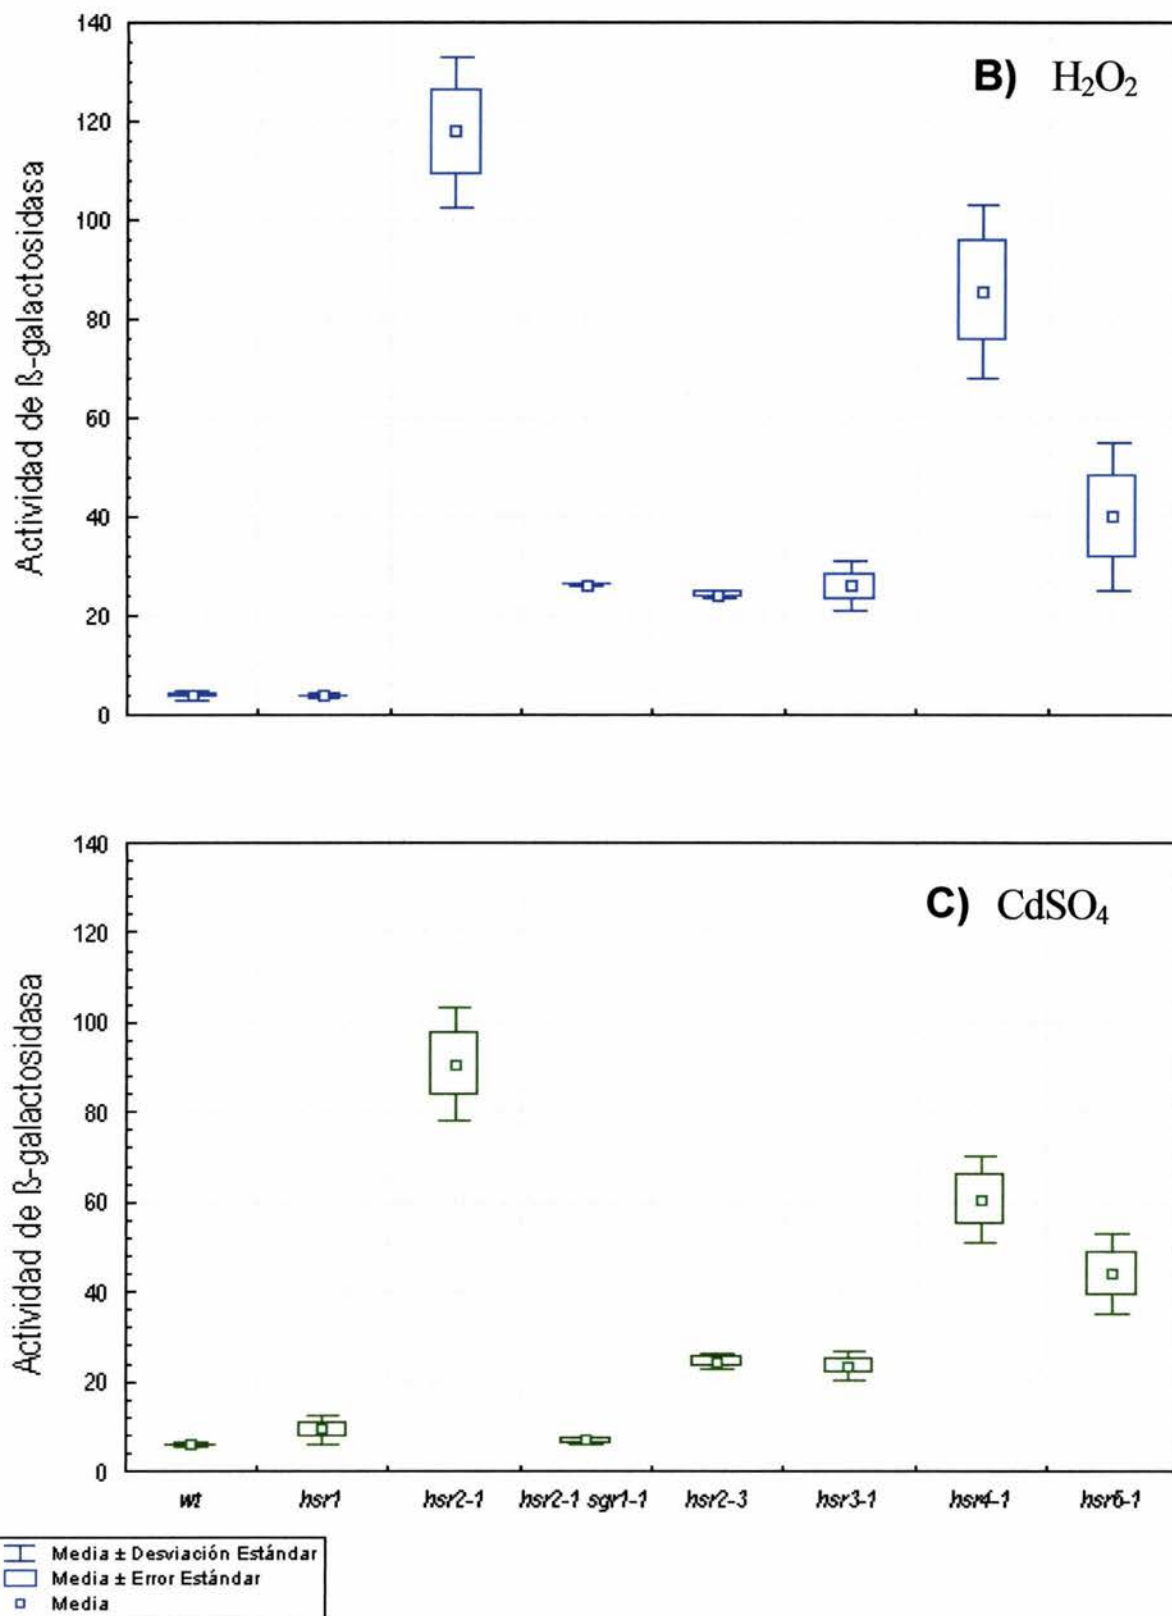 B) H₂O₂
Actividad de ß-galactosidasa
140
120
100
80
60
40
20
0
C) CdSO₄
Actividad de ß-galactosidasa
140
120
100
80
60
40
20
0
wt hsr1 hsr2-1 hsr2-1 sgr1-1 hsr2-3 hsr3-1 hsr4-1 hsr6-1
Media ± Desviación Estándar
Media ± Error Estándar
Media